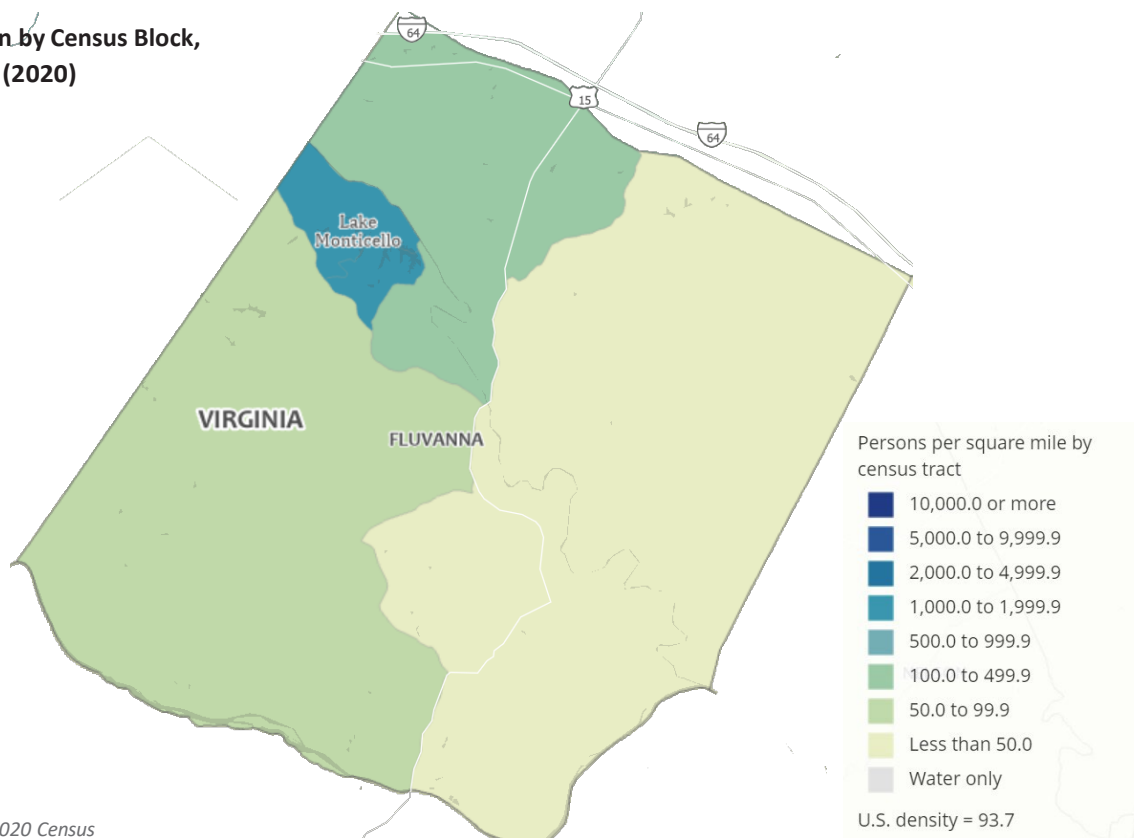 n by Census Block,
(2020)
64
15
64
Lake
Monticello
VIRGINIA
FLUVANNA
Persons per square mile by
census tract
10,000.0 or more
5,000.0 to 9,999.9
2,000.0 to 4,999.9
1,000.0 to 1,999.9
500.0 to 999.9
100.0 to 499.9
50.0 to 99.9
Less than 50.0
Water only
U.S. density = 93.7
020 Census